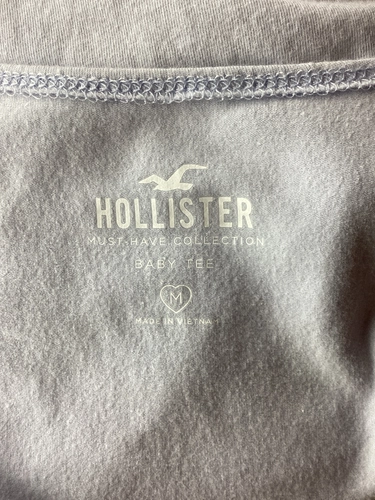 HOLLISTER
MUST-HAVE COLLECTION
BABY TEE
M
MADE IN VIETNAM